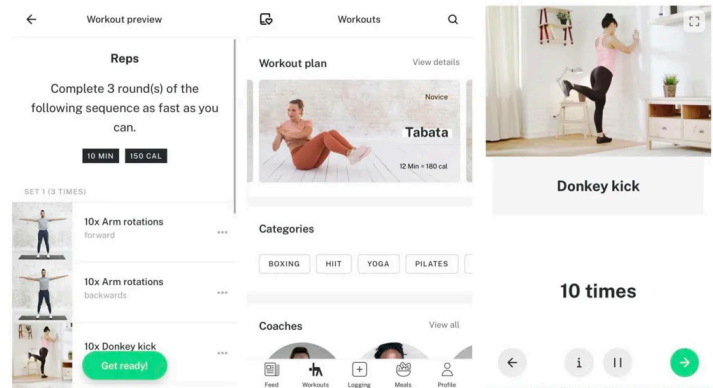 Workout preview
Reps
Complete 3 round(s) of the
following sequence as fast as you
can.
10 MIN 150 CAL
SET 1 (3 TIMES)
10x Arm rotations
forward
10x Arm rotations
backwards
10x Donkey kick
Get ready!
Workouts
Workout plan View details
Novice
Tabata
12 Min = 180 cal
Categories
BOXING HIIT YOGA PILATES
Coaches View all
Feed Workouts Logging Meals Profile
Donkey kick
10 times
i